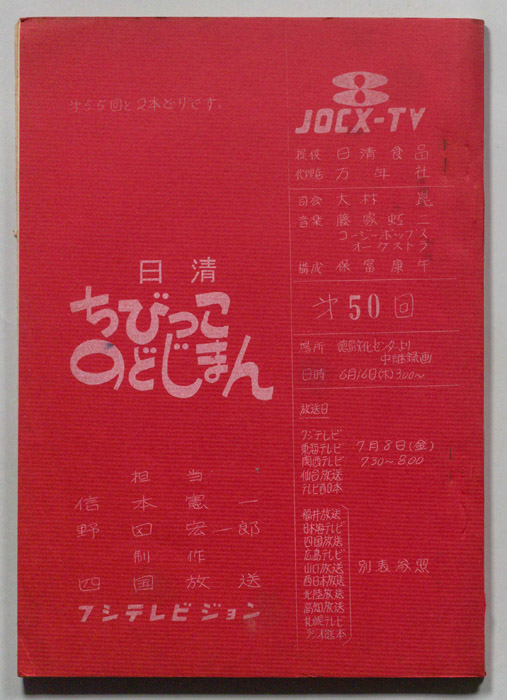 オ55回と2本どりです。
日清
ちびっこ
のどじまん
担当
信本憲一
野田宏一郎
制作
四国放送
フジテレビジョン
JOCX-TV
提供 日清食品
代理店 万年社
司会 大村崑
音楽 藤家虹二
コージーポップス
オーケストラ
構成 保富康午
オ50回
場所 徳島文化センターより
中継録画
日時 6月16日(木)3.00〜
放送日
フジテレビ
東海テレビ
関西テレビ
仙台放送
テレビ西日本
7月8日(金)
7.30〜8.00
福井放送
日本海テレビ
四国放送
広島テレビ
山口放送
西日本放送
北陸放送
高知放送
札幌テレビ
別表参照